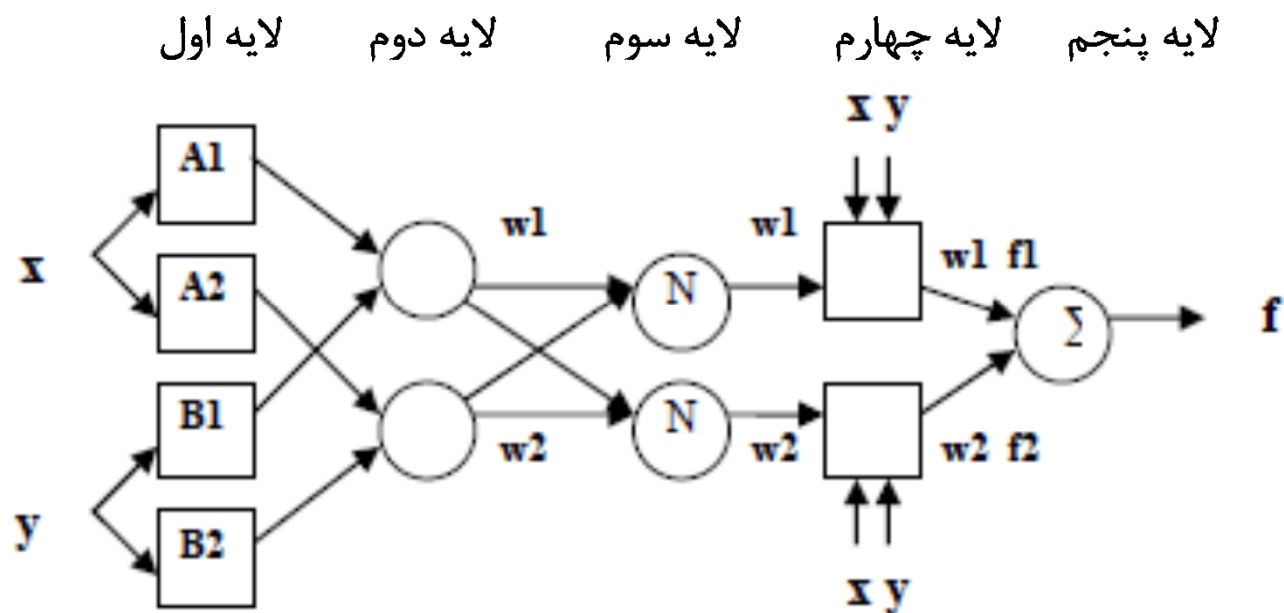 لایه اول لایه دوم لایه سوم لایه چهارم لایه پنجم
x y
A1
w1 w1
w1 f1
x A2 N
∑ f
B1 N
w2 w2 w2 f2
y B2
x y